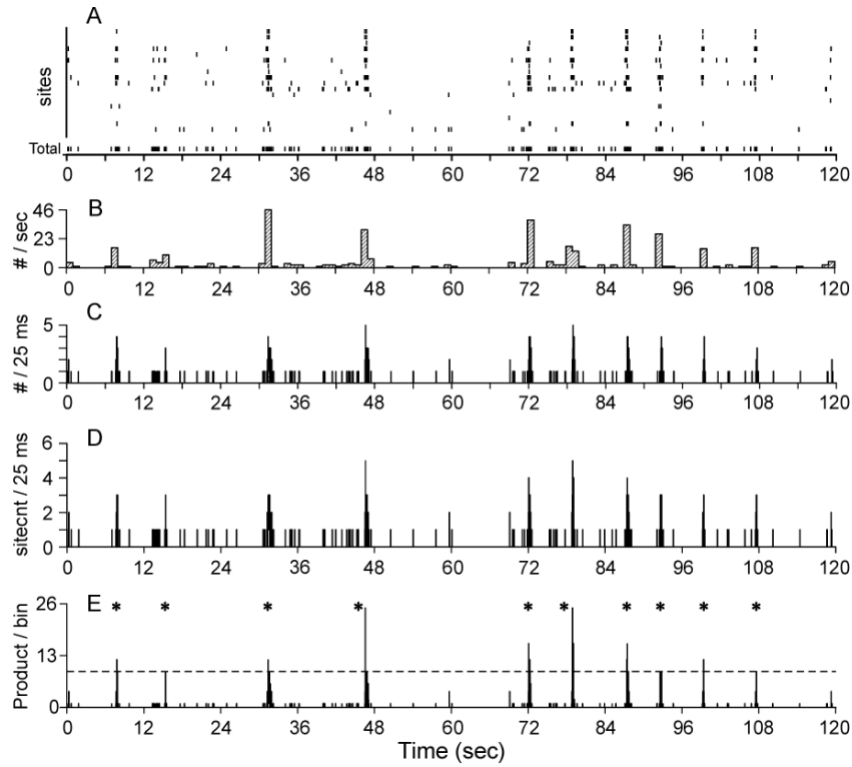 A
sites
Total
0 12 24 36 48 60 72 84 96 108 120
B
# / sec
46
23
0
0 12 24 36 48 60 72 84 96 108 120
C
# / 25 ms
5
0
0 12 24 36 48 60 72 84 96 108 120
D
sitecnt / 25 ms
6
4
2
0
0 12 24 36 48 60 72 84 96 108 120
E
Product / bin
26
13
0
* * * * * * * * * *
0 12 24 36 48 60 72 84 96 108 120
Time (sec)